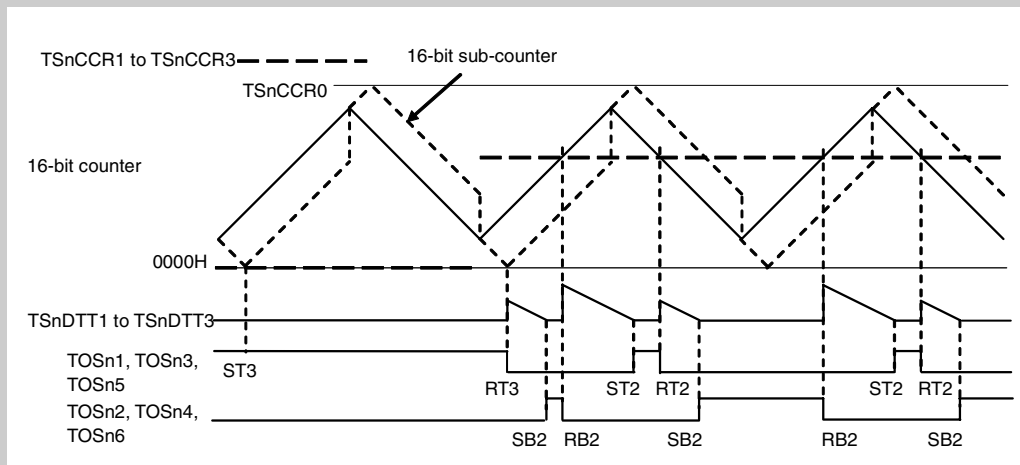 TSnCCR1 to TSnCCR3
16-bit sub-counter
TSnCCR0
16-bit counter
0000H
TSnDTT1 to TSnDTT3
TOSn1, TOSn3,
TOSn5
ST3
RT3
ST2
RT2
ST2
RT2
TOSn2, TOSn4,
TOSn6
SB2
RB2
SB2
RB2
SB2